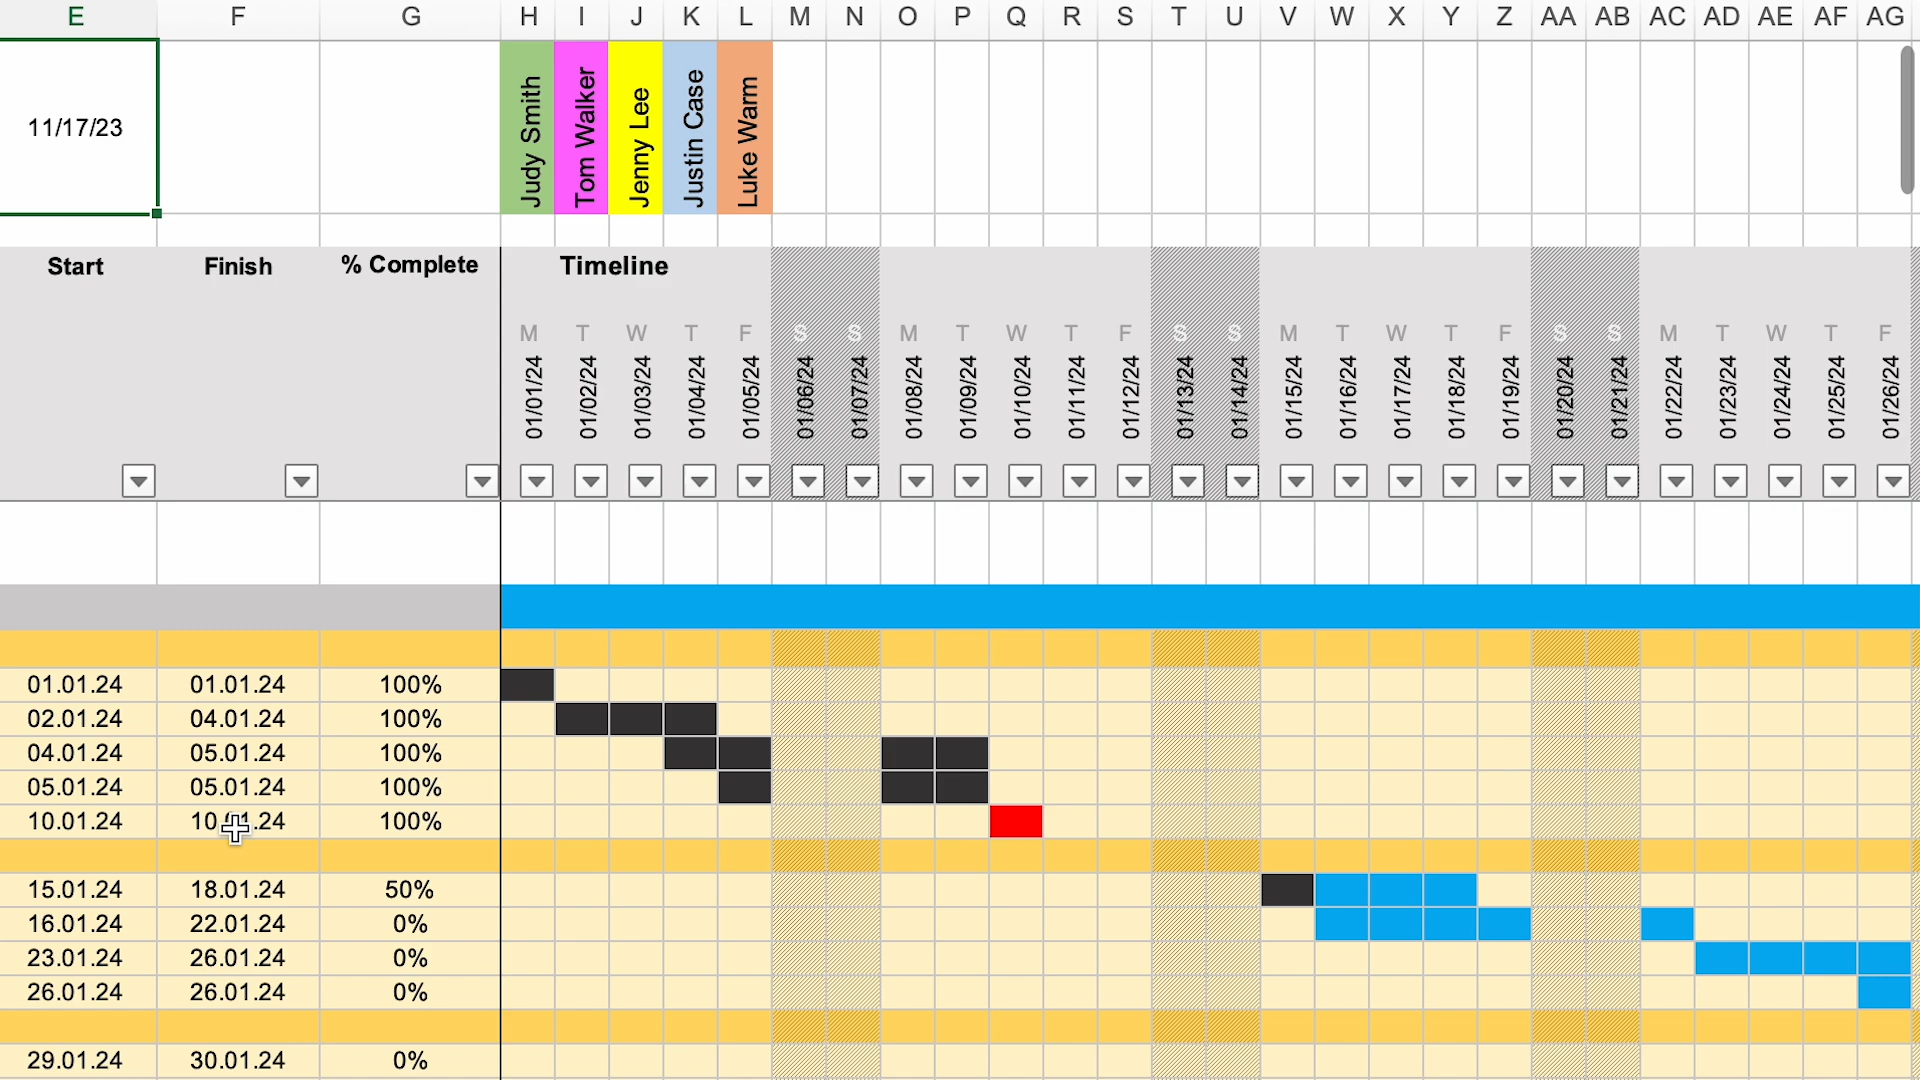 E F G H I J K L M N O P Q R S T U V W X Y Z AA AB AC AD AE AF AG
11/17/23 Judy Smith Tom Walker Jenny Lee Justin Case Luke Warm
Start Finish % Complete Timeline
M T W T F S S M T W T F S S M T W T F S S M T W T F
01/01/24 01/02/24 01/03/24 01/04/24 01/05/24 01/06/24 01/07/24 01/08/24 01/09/24 01/10/24 01/11/24 01/12/24 01/13/24 01/14/24 01/15/24 01/16/24 01/17/24 01/18/24 01/19/24 01/20/24 01/21/24 01/22/24 01/23/24 01/24/24 01/25/24 01/26/24
01.01.24 01.01.24 100%
02.01.24 04.01.24 100%
04.01.24 05.01.24 100%
05.01.24 05.01.24 100%
10.01.24 10.01.24 100%
15.01.24 18.01.24 50%
16.01.24 22.01.24 0%
23.01.24 26.01.24 0%
26.01.24 26.01.24 0%
29.01.24 30.01.24 0%